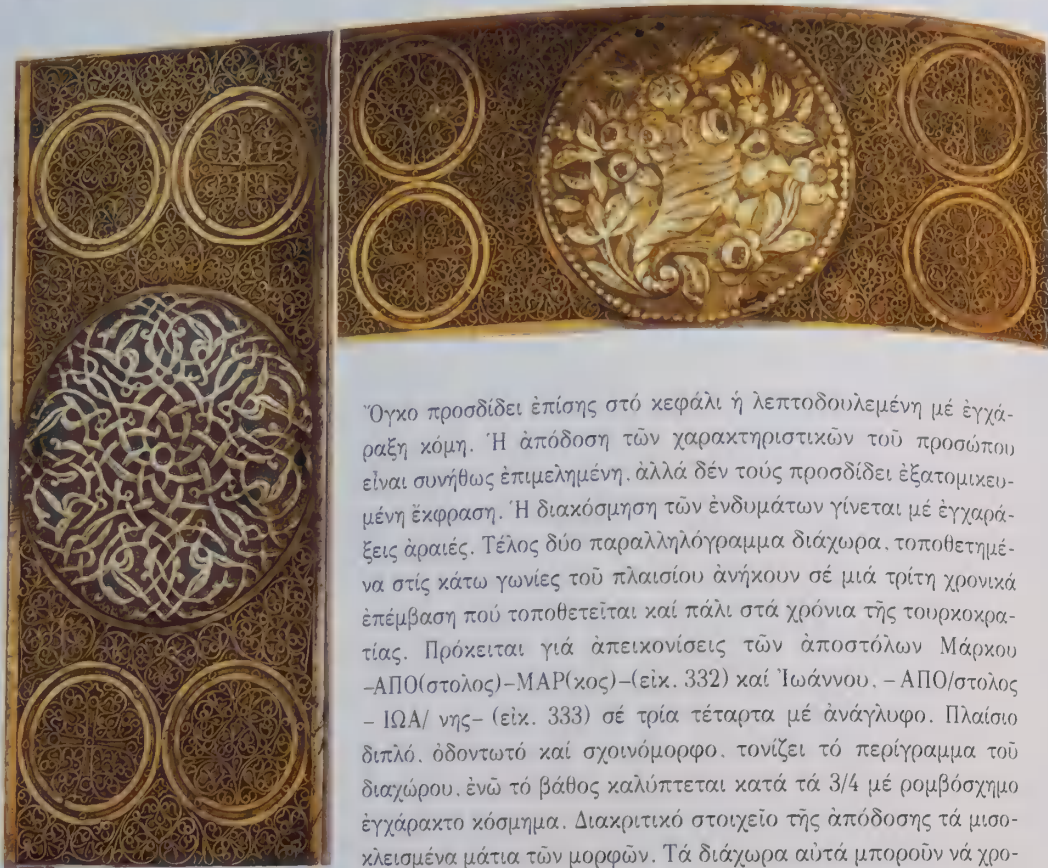 Ὄγκο προσδίδει ἐπίσης στό κεφάλι ἡ λεπτοδουλεμένη μέ ἐγχά-
ραξη κόμη. Ἡ ἀπόδοση τῶν χαρακτηριστικῶν τοῦ προσώπου
εἶναι συνήθως ἐπιμελημένη, ἀλλά δέν τούς προσδίδει ἐξατομικευ-
μένη ἔκφραση. Ἡ διακόσμηση τῶν ἐνδυμάτων γίνεται μέ ἐγχαρά-
ξεις ἀραιές. Τέλος δύο παραλληλόγραμμα διάχωρα, τοποθετημέ-
να στίς κάτω γωνίες τοῦ πλαισίου ἀνήκουν σέ μιά τρίτη χρονικά
ἐπέμβαση πού τοποθετεῖται καί πάλι στά χρόνια τῆς τουρκοκρα-
τίας. Πρόκειται γιά ἀπεικονίσεις τῶν ἀποστόλων Μάρκου
–ΑΠΟ(στολος)–ΜΑΡ(κος)–(εἰκ. 332) καί Ἰωάννου, – ΑΠΟ/στολος
– ΙΩΑ/ νης– (εἰκ. 333) σέ τρία τέταρτα μέ ἀνάγλυφο. Πλαίσιο
διπλό, ὀδοντωτό καί σχοινόμορφο, τονίζει τό περίγραμμα τοῦ
διαχώρου, ἐνῶ τό βάθος καλύπτεται κατά τά 3/4 μέ ρομβόσχημο
ἐγχάρακτο κόσμημα. Διακριτικό στοιχεῖο τῆς ἀπόδοσης τά μισο-
κλεισμένα μάτια τῶν μορφῶν. Τά διάχωρα αὐτά μποροῦν νά χρο-